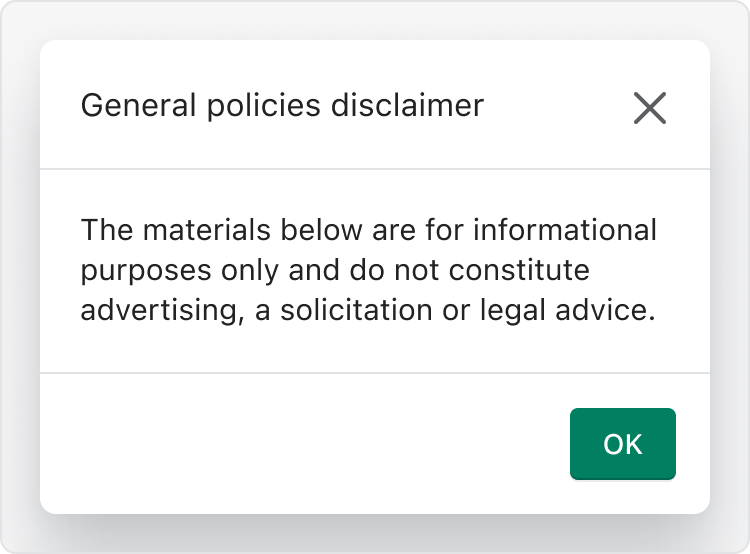 General policies disclaimer
The materials below are for informational
purposes only and do not constitute
advertising, a solicitation or legal advice.
OK